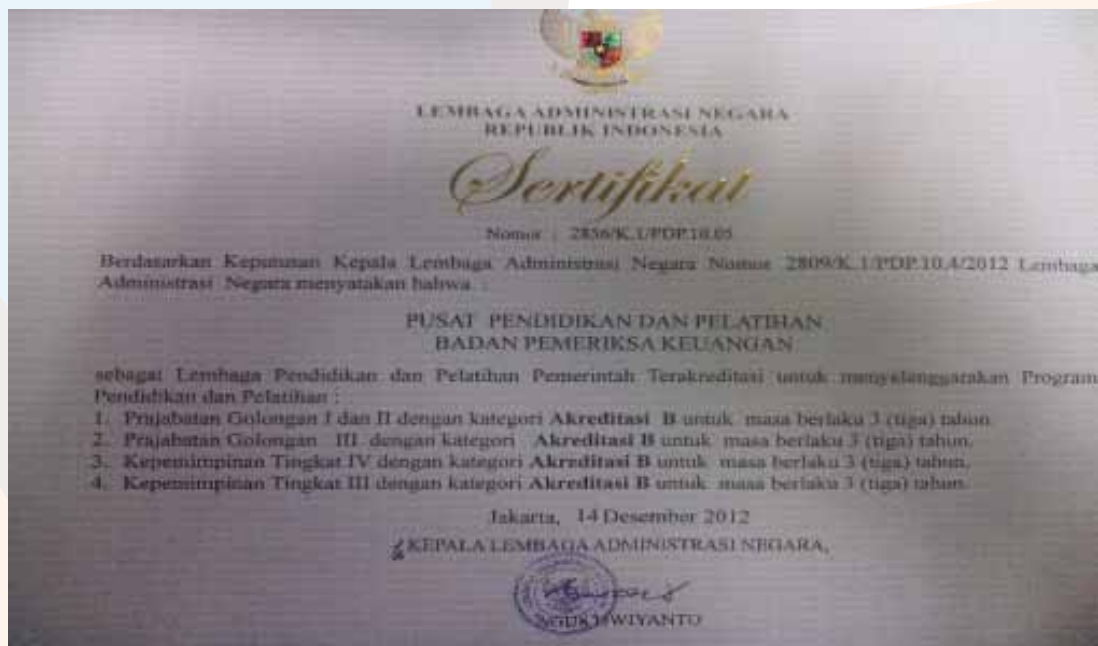 LEMBAGA ADMINISTRASI NEGARA
REPUBLIK INDONESIA
Sertifikat
Nomor : 2856/K.1/PDP.10.05
Berdasarkan Keputusan Kepala Lembaga Administrasi Negara Nomor 2809/K.1/PDP.10.4/2012 Lembaga
Administrasi Negara menyatakan bahwa :
PUSAT PENDIDIKAN DAN PELATIHAN
BADAN PEMERIKSA KEUANGAN
sebagai Lembaga Pendidikan dan Pelatihan Pemerintah Terakreditasi untuk menyelenggarakan Program
Pendidikan dan Pelatihan :
1. Prajabatan Golongan I dan II dengan kategori Akreditasi B untuk masa berlaku 3 (tiga) tahun.
2. Prajabatan Golongan III dengan kategori Akreditasi B untuk masa berlaku 3 (tiga) tahun.
3. Kepemimpinan Tingkat IV dengan kategori Akreditasi B untuk masa berlaku 3 (tiga) tahun.
4. Kepemimpinan Tingkat III dengan kategori Akreditasi B untuk masa berlaku 3 (tiga) tahun.
Jakarta, 14 Desember 2012
KEPALA LEMBAGA ADMINISTRASI NEGARA,